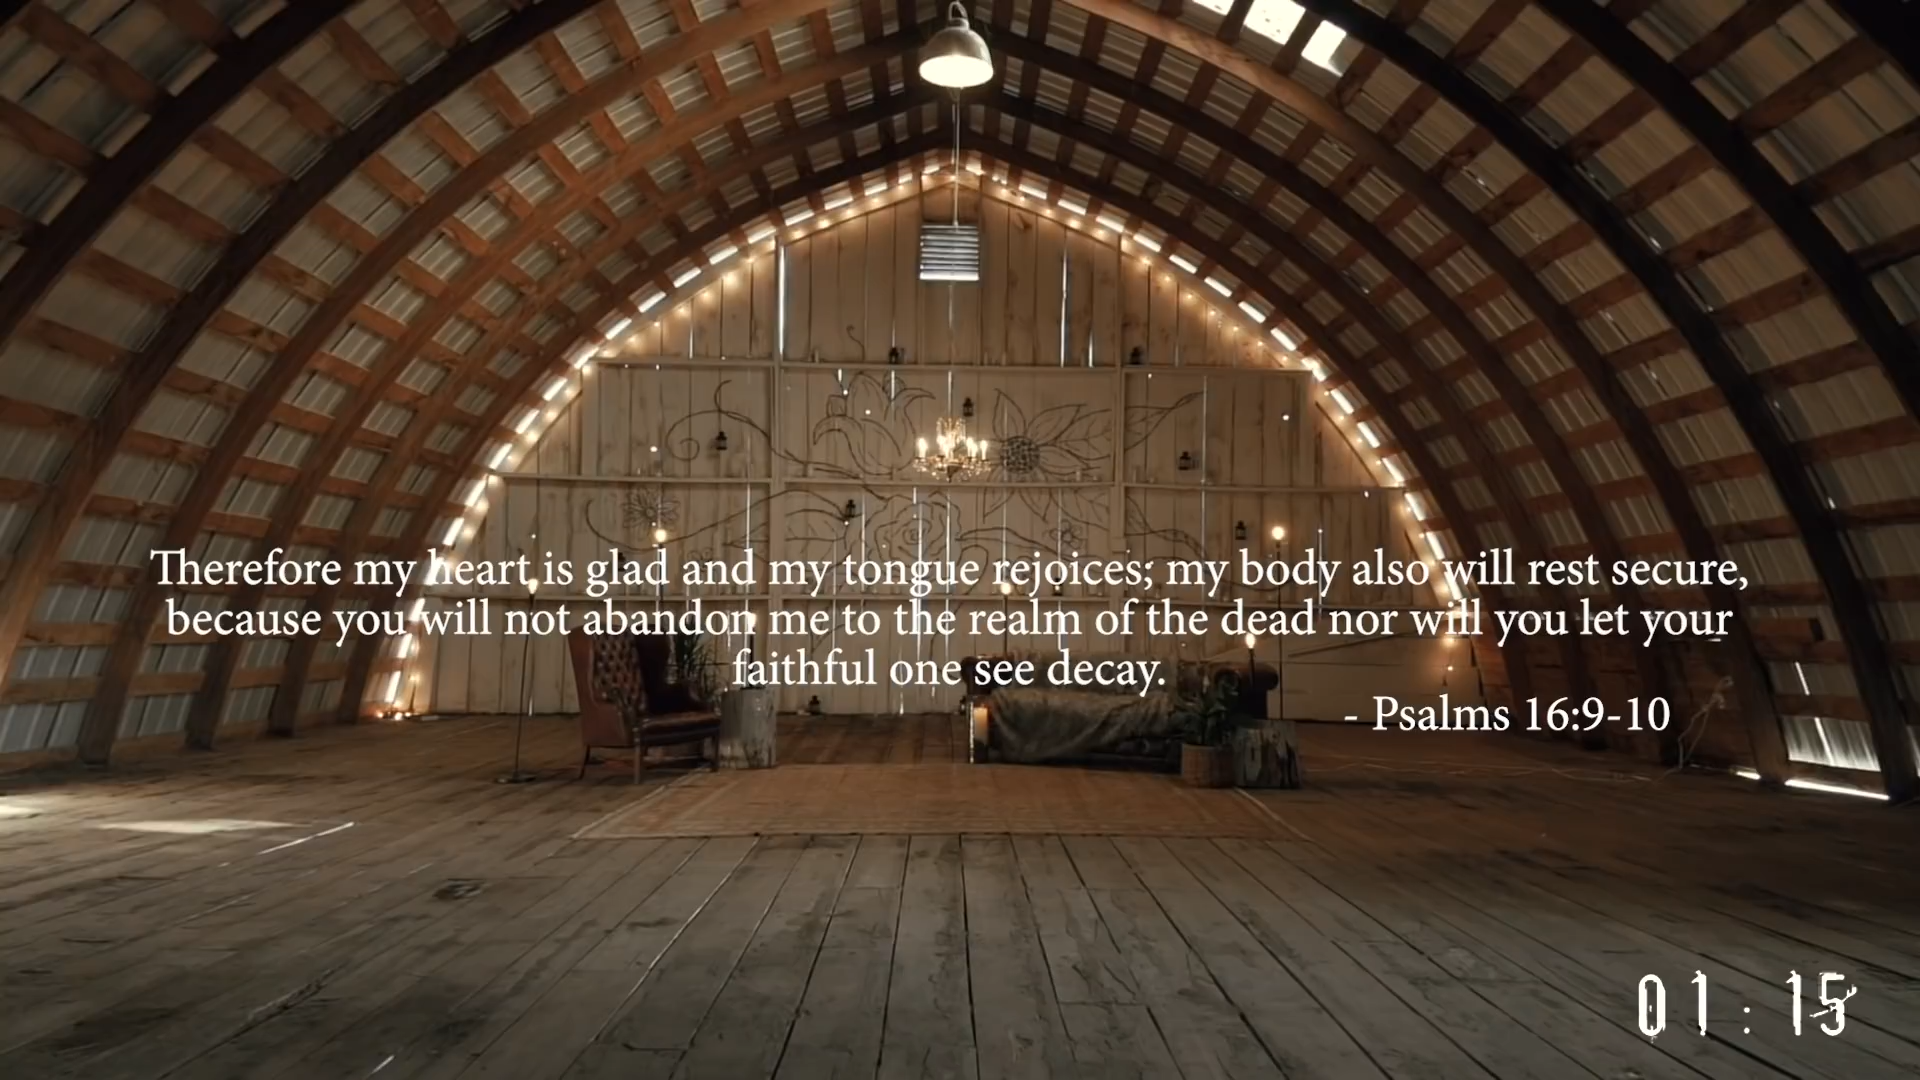 Therefore my heart is glad and my tongue rejoices; my body also will rest secure,
because you will not abandon me to the realm of the dead nor will you let your
faithful one see decay.
- Psalms 16:9-10
01 : 15